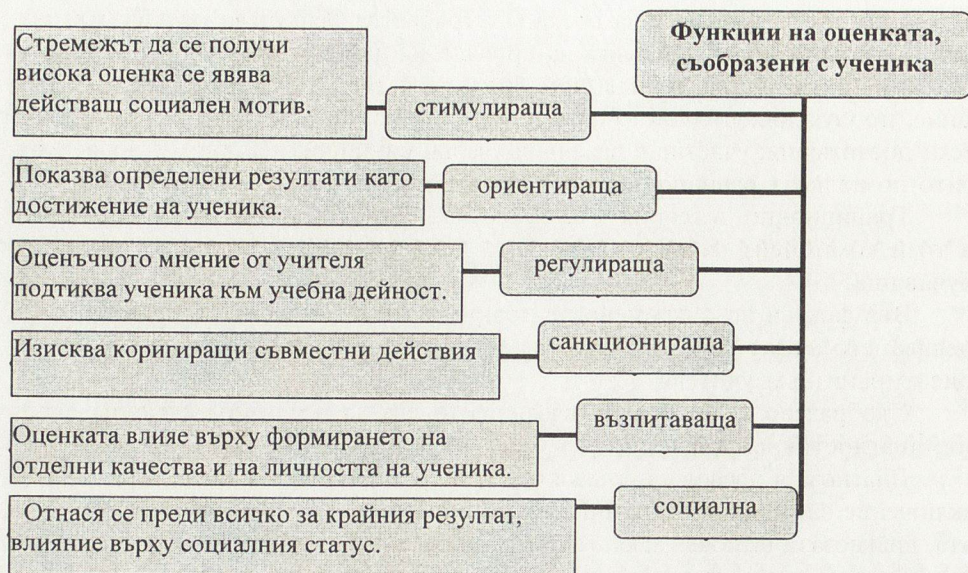 Функции на оценката,
съобразени с ученика
Стремежът да се получи
висока оценка се явява
действащ социален мотив.
стимулираща
Показва определени резултати като
достижение на ученика.
ориентираща
Оценъчното мнение от учителя
подтиква ученика към учебна дейност.
регулираща
Изисква коригиращи съвместни действия
санкционираща
Оценката влияе върху формирането на
отделни качества и на личността на ученика.
възпитаваща
Отнася се преди всичко за крайния резултат,
влияние върху социалния статус.
социална